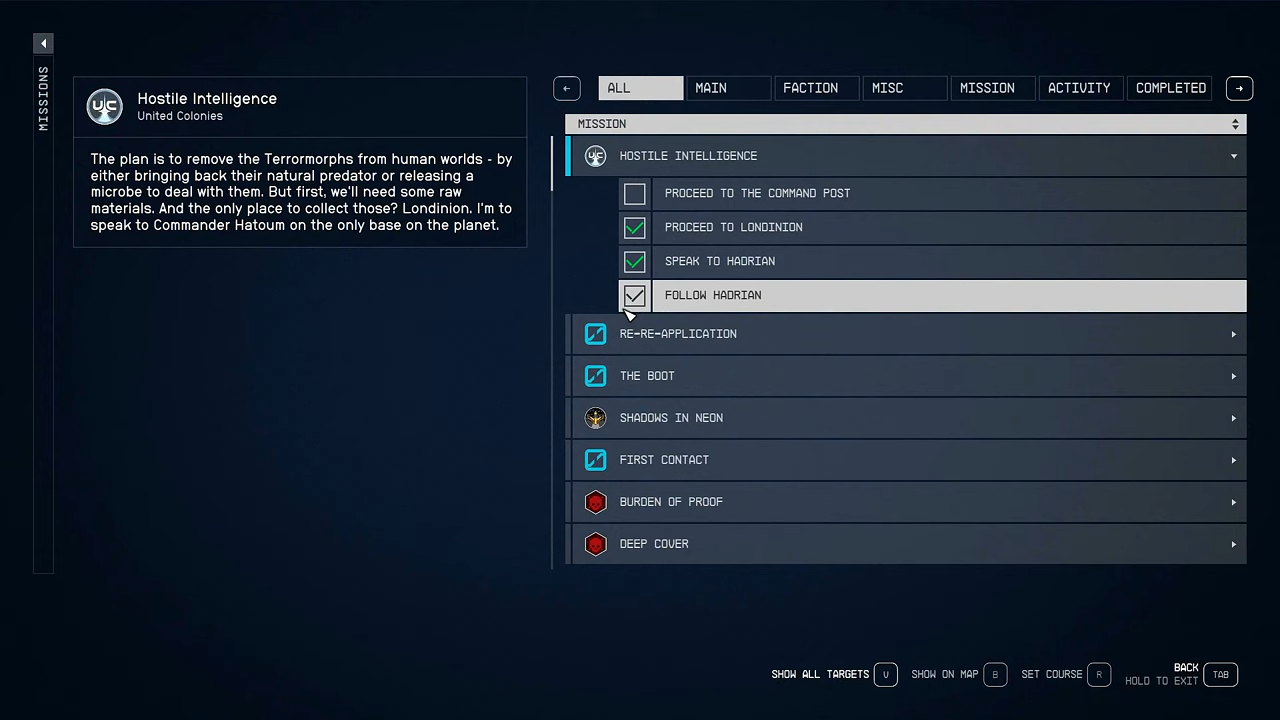 MISSIONS
UC
Hostile Intelligence
United Colonies
The plan is to remove the Terrormorphs from human worlds - by
either bringing back their natural predator or releasing a
microbe to deal with them. But first, we'll need some raw
materials. And the only place to collect those? Londinion. I'm to
speak to Commander Hatoum on the only base on the planet.
ALL MAIN FACTION MISC MISSION ACTIVITY COMPLETED
MISSION
UC HOSTILE INTELLIGENCE
PROCEED TO THE COMMAND POST
PROCEED TO LONDINION
SPEAK TO HADRIAN
FOLLOW HADRIAN
RE-RE-APPLICATION
THE BOOT
SHADOWS IN NEON
FIRST CONTACT
BURDEN OF PROOF
DEEP COVER
SHOW ALL TARGETS V SHOW ON MAP B SET COURSE R BACK TAB
HOLD TO EXIT